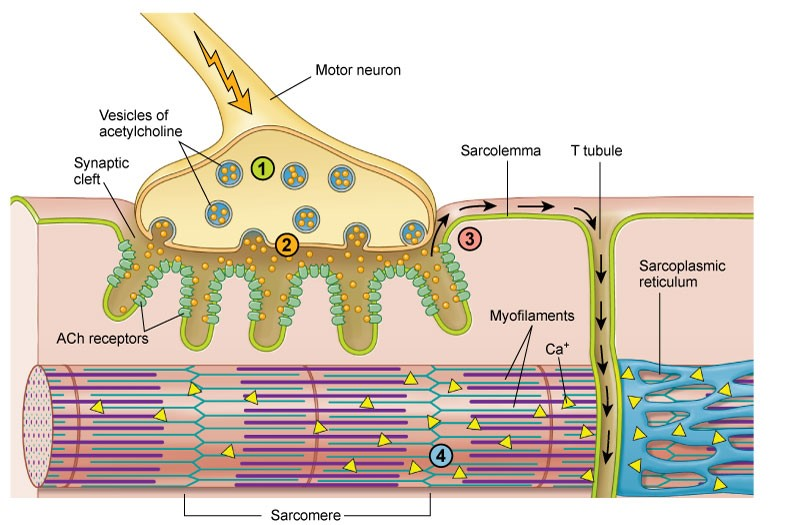 Motor neuron
Vesicles of
acetylcholine
Synaptic
cleft
1
Sarcolemma
T tubule
2
3
Sarcoplasmic
reticulum
ACh receptors
Myofilaments
Ca+
4
Sarcomere